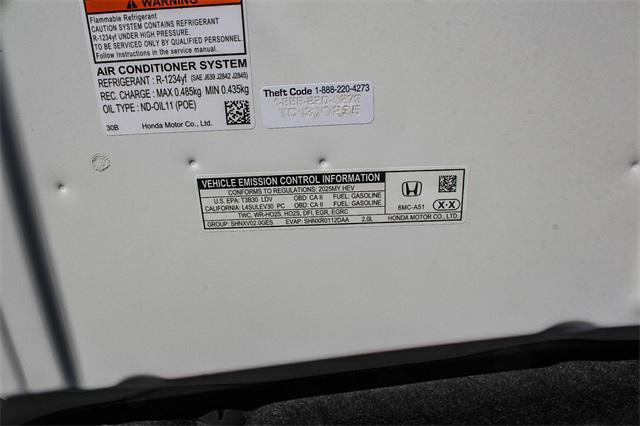 WARNING
Flammable Refrigerant
CAUTION SYSTEM CONTAINS REFRIGERANT
R-1234yf UNDER HIGH PRESSURE.
TO BE SERVICED ONLY BY QUALIFIED PERSONNEL.
Follow Instructions in the service manual.
AIR CONDITIONER SYSTEM
REFRIGERANT : R-1234yf (SAE J639 J2842 J2845)
REC. CHARGE : MAX 0.485kg MIN 0.435kg
OIL TYPE : ND-OIL11 (POE)
30B Honda Motor Co., Ltd.
Theft Code 1-888-220-4273
1-888-220-4273
VEHICLE EMISSION CONTROL INFORMATION
CONFORMS TO REGULATIONS: 2025MY HEV
U.S. EPA: T3B30 LDV OBD: CA II FUEL: GASOLINE
CALIFORNIA: L4SULEV30 PC OBD: CA II FUEL: GASOLINE
TWC, WR-HO2S, HO2S, DFI, EGR, EGRC
GROUP: SHNXV02.0GES EVAP: SHNXR0112DAA 2.0L
6MC-A51
X·X
HONDA MOTOR CO., LTD.